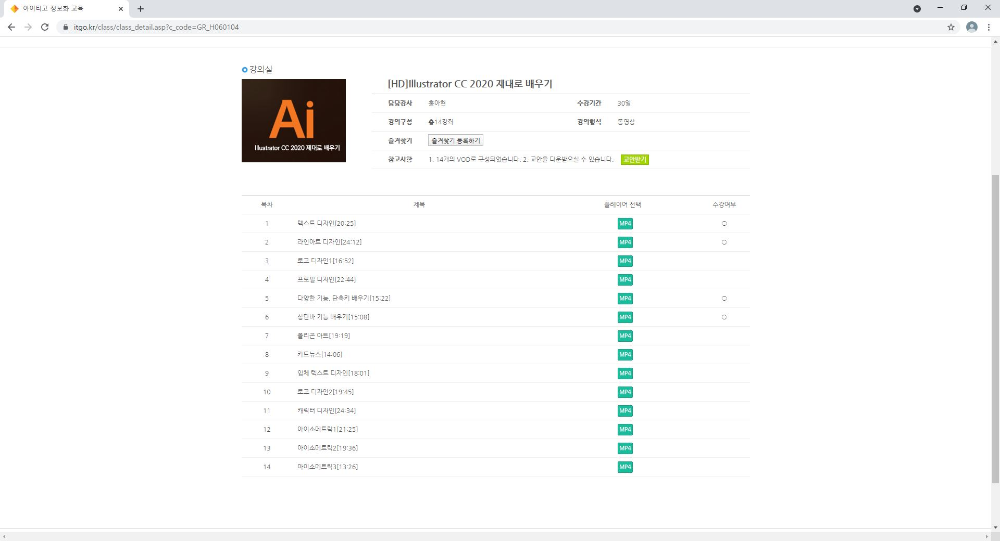 아이티고 정보화 교육
itgo.kr/class/class_detail.asp?c_code=GR_H060104
강의실
Ai
Illustrator CC 2020 제대로 배우기
[HD]Illustrator CC 2020 제대로 배우기
담당강사 홍아현 수강기간 30일
강의구성 총14강좌 강의형식 동영상
즐겨찾기 즐겨찾기 등록하기
참고사항 1. 14개의 VOD로 구성되었습니다. 2. 교안을 다운받으실 수 있습니다. 교안받기
목차 제목 플레이어 선택 수강여부
1 텍스트 디자인[20:25] MP4 ○
2 라인아트 디자인[24:12] MP4 ○
3 로고 디자인1[16:52] MP4
4 프로필 디자인[22:44] MP4
5 다양한 기능, 단축키 배우기[15:22] MP4 ○
6 상단바 기능 배우기[15:08] MP4 ○
7 폴리곤 아트[19:19] MP4
8 카드뉴스[14:06] MP4
9 입체 텍스트 디자인[18:01] MP4
10 로고 디자인2[19:45] MP4
11 캐릭터 디자인[24:34] MP4
12 아이소메트릭1[21:25] MP4
13 아이소메트릭2[19:36] MP4
14 아이소메트릭3[13:26] MP4